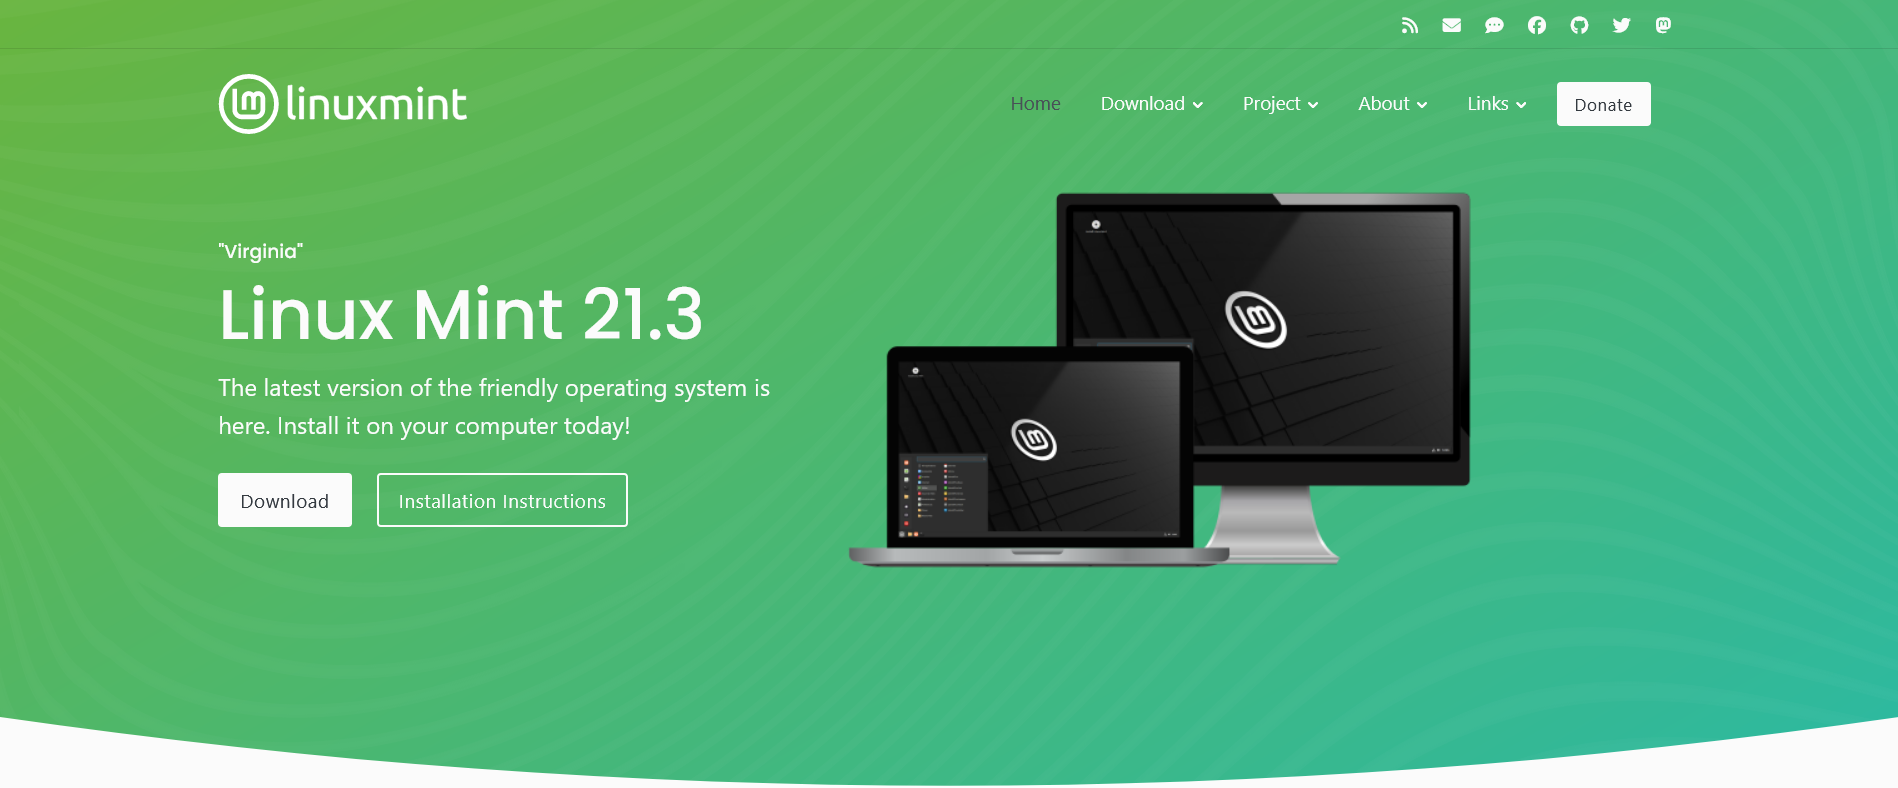 linuxmint
Home
Download
Project
About
Links
Donate
"Virginia"
Linux Mint 21.3
The latest version of the friendly operating system is
here. Install it on your computer today!
Download
Installation Instructions